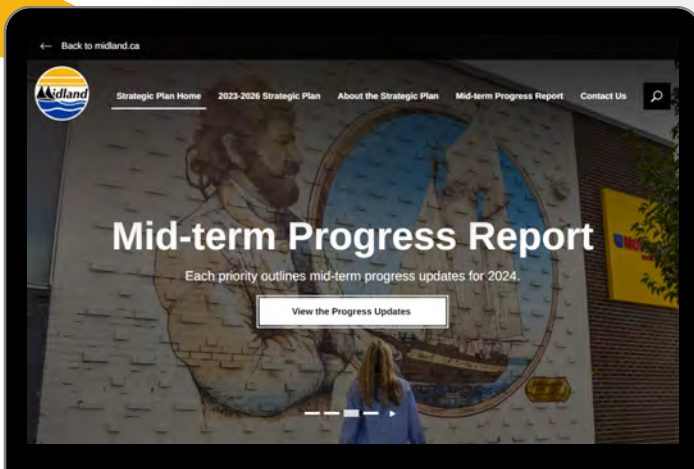 ← Back to midland.ca
Midland
Strategic Plan Home 2023-2026 Strategic Plan About the Strategic Plan Mid-term Progress Report Contact Us
Mid-term Progress Report
Each priority outlines mid-term progress updates for 2024.
View the Progress Updates